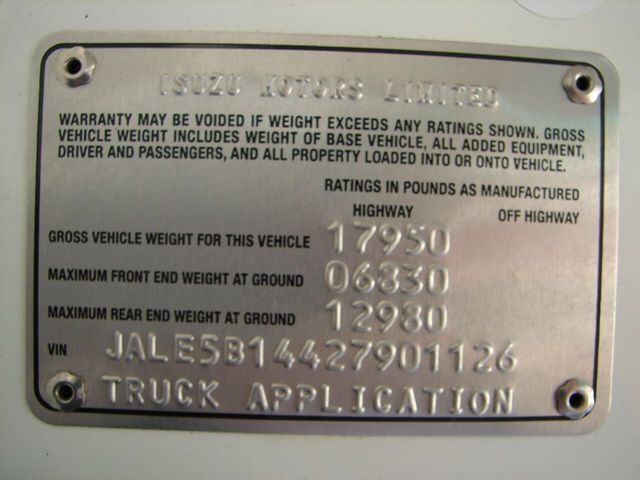 ISUZU MOTORS LIMITED
WARRANTY MAY BE VOIDED IF WEIGHT EXCEEDS ANY RATINGS SHOWN. GROSS
VEHICLE WEIGHT INCLUDES WEIGHT OF BASE VEHICLE, ALL ADDED EQUIPMENT,
DRIVER AND PASSENGERS, AND ALL PROPERTY LOADED INTO OR ONTO VEHICLE.
RATINGS IN POUNDS AS MANUFACTURED
HIGHWAY OFF HIGHWAY
GROSS VEHICLE WEIGHT FOR THIS VEHICLE 17950
MAXIMUM FRONT END WEIGHT AT GROUND 06830
MAXIMUM REAR END WEIGHT AT GROUND 12980
VIN JALE5B14427901126
TRUCK APPLICATION